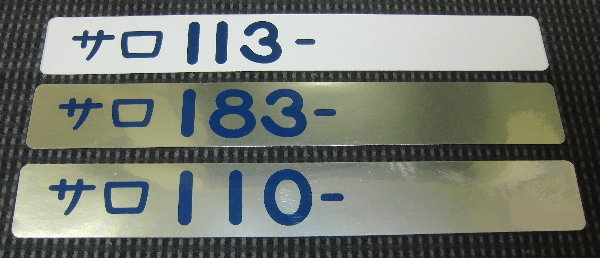 サロ 113-
サロ 183-
サロ 110-